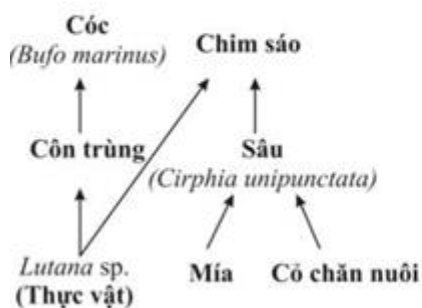 Cóc
(Bufo marinus)
Chim sáo
Côn trùng
Sâu
(Cirphia unipunctata)
Lutana sp.
(Thực vật)
Mía
Cỏ chăn nuôi